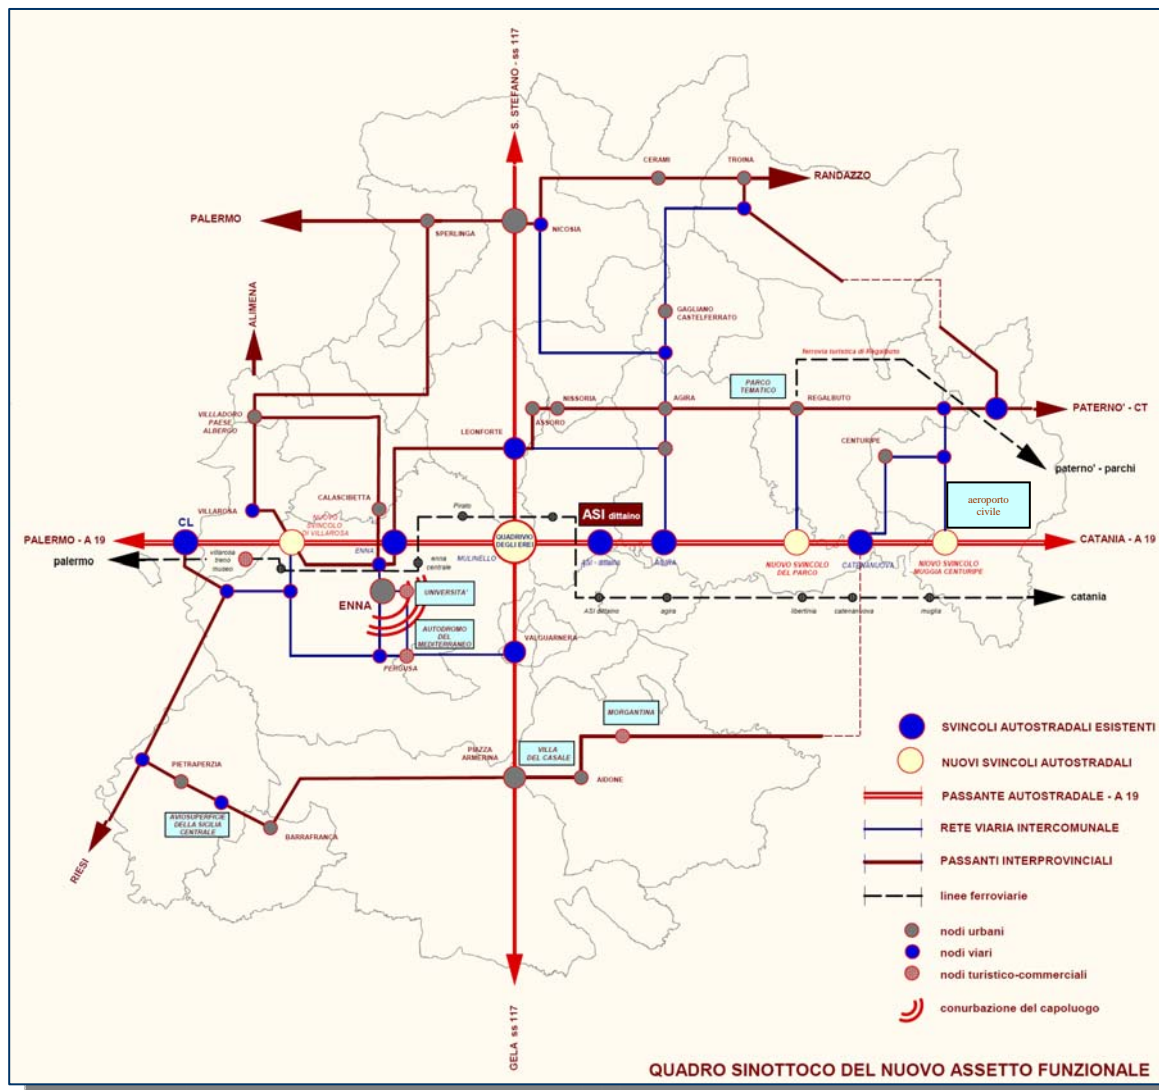 S. STEFANO - ss 117
CERAMI
TROINA
RANDAZZO
PALERMO
SPERLINGA
NICOSIA
ALIMENA
GAGLIANO
CASTELFERRATO
ferrovia turistica di Regalbuto
PARCO
TEMATICO
NISSORIA
AGIRA
REGALBUTO
VILLADORO
PAESE
ALBERGO
ASSORO
PATERNO' - CT
LEONFORTE
CENTURIPE
paterno' - parchi
CALASCIBETTA
Pirato
ASI dittaino
aeroporto
civile
VILLAROSA
NUOVO
SVINCOLO
DI VILLAROSA
CL
PALERMO - A 19
palermo
villarosa
treno
museo
ENNA
enna
centrale
MULINELLO
QUADRIVIO
DEGLI EREI
ASI - dittaino
AGIRA
NUOVO SVINCOLO
DEL PARCO
CATENANUOVA
NIOVO SVINCOLO
MUGGIA CENTURIPE
CATANIA - A 19
catania
ENNA
UNIVERSITA'
AUTODROMO
DEL
MEDITERRANEO
PERGUSA
VALGUARNERA
ASI dittaino
agira
libertinia
catenanuova
muglia
MORGANTINA
PIAZZA
ARMERINA
VILLA
DEL CASALE
AIDONE
PIETRAPERZIA
AVIOSUPERFICIE
DELLA SICILIA
CENTRALE
BARRAFRANCA
RIESI
GELA ss 117
SVINCOLI AUTOSTRADALI ESISTENTI
NUOVI SVINCOLI AUTOSTRADALI
PASSANTE AUTOSTRADALE - A 19
RETE VIARIA INTERCOMUNALE
PASSANTI INTERPROVINCIALI
linee ferroviarie
nodi urbani
nodi viari
nodi turistico-commerciali
conurbazione del capoluogo
QUADRO SINOTTOCO DEL NUOVO ASSETTO FUNZIONALE